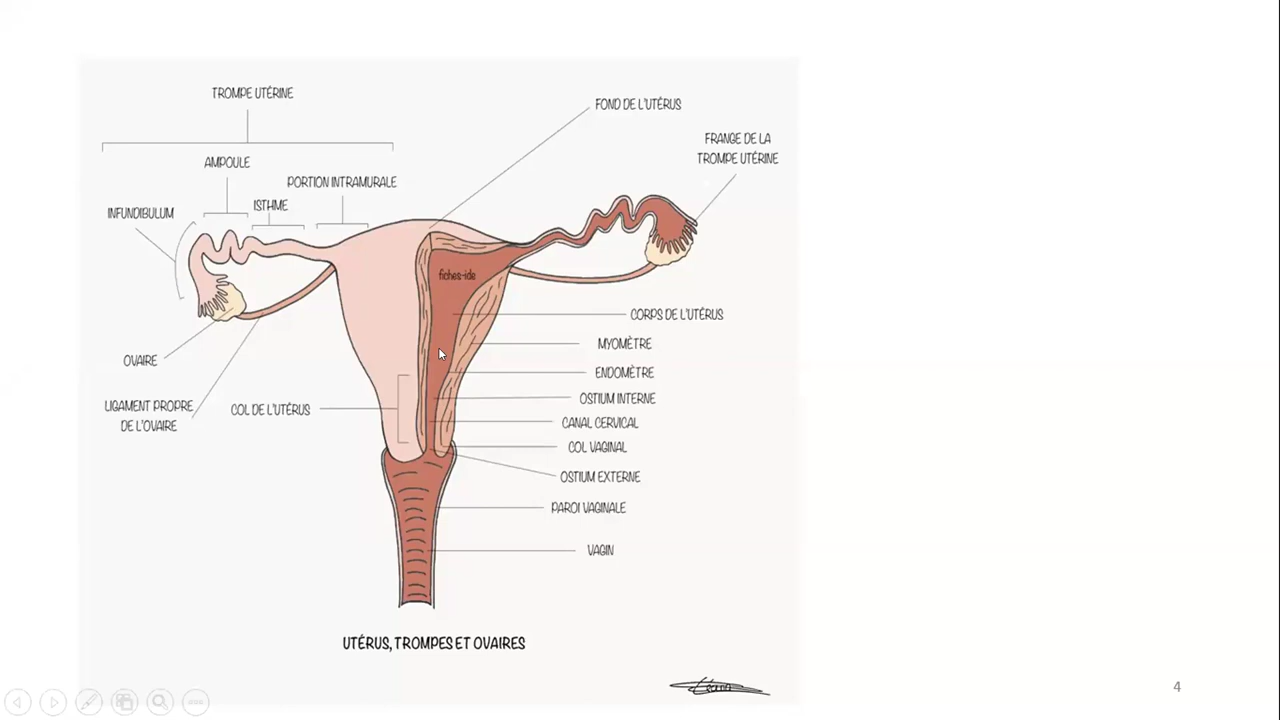 TROMPE UTÉRINE
FOND DE L'UTÉRUS
FRANGE DE LA
TROMPE UTÉRINE
AMPOULE
PORTION INTRAMURALE
ISTHME
INFUNDIBULUM
fiches-ide
CORPS DE L'UTÉRUS
MYOMÈTRE
OVAIRE
ENDOMÈTRE
OSTIUM INTERNE
LIGAMENT PROPRE
DE L'OVAIRE
COL DE L'UTÉRUS
CANAL CERVICAL
COL VAGINAL
OSTIUM EXTERNE
PAROI VAGINALE
VAGIN
UTÉRUS, TROMPES ET OVAIRES
4